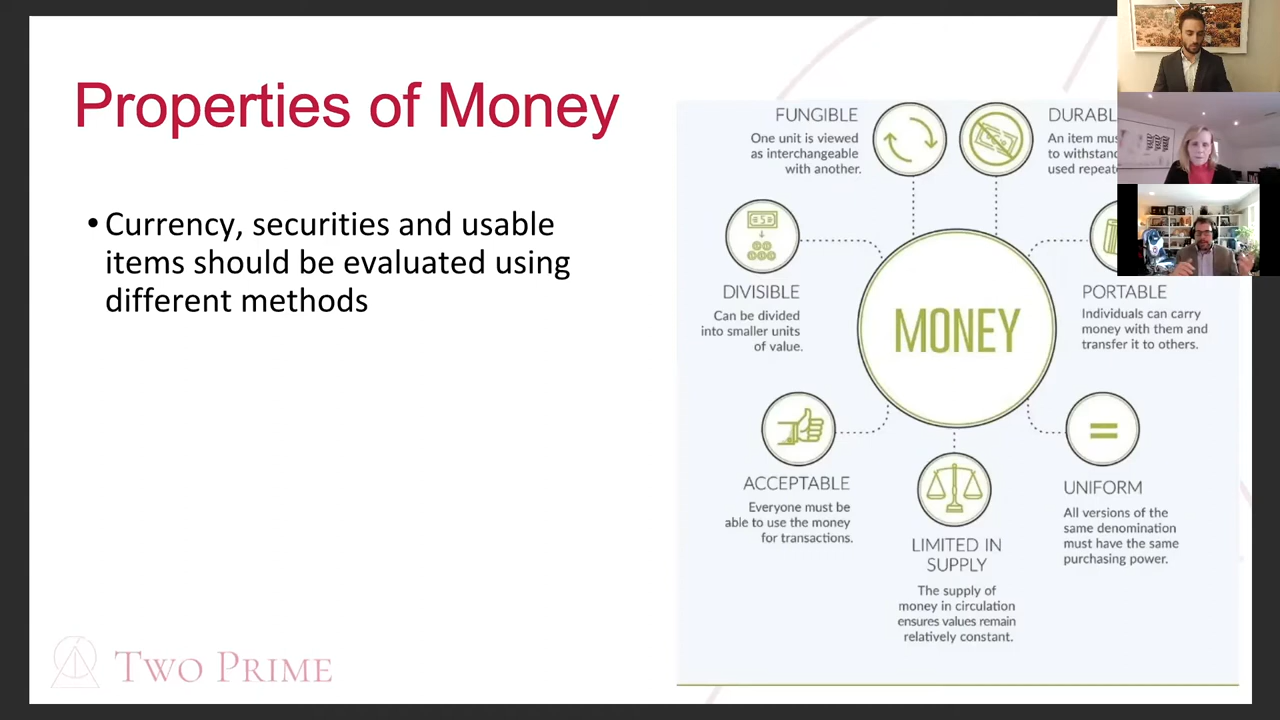 Properties of Money
• Currency, securities and usable
items should be evaluated using
different methods
FUNGIBLE
One unit is viewed
as interchangeable
with another.
An item
to withstand
DIVISIBLE
Can be divided
into smaller units
of value.
PORTABLE
Individuals can carry
money with them and
transfer it to others.
MONEY
ACCEPTABLE
Everyone must be
able to use the money
for transactions.
LIMITED IN
SUPPLY
The supply of
money in circulation
ensures values remain
relatively constant.
UNIFORM
All versions of the
same denomination
must have the same
purchasing power.
TWO PRIME